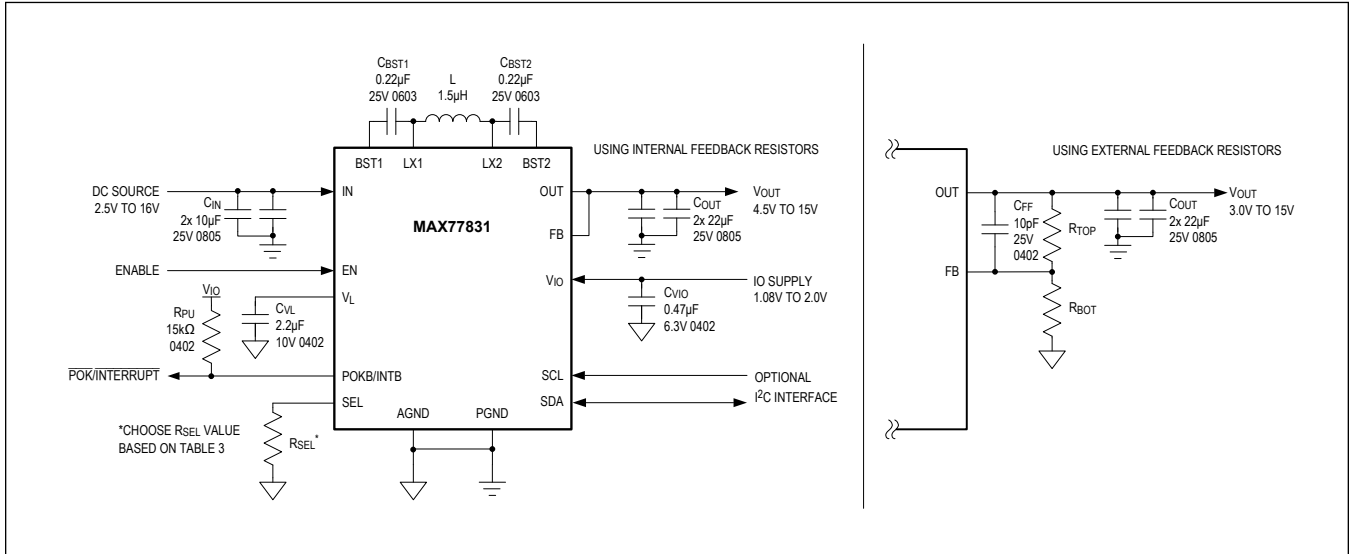 CBST1
0.22µF
25V 0603
L
1.5µH
CBST2
0.22µF
25V 0603
BST1
LX1
LX2
BST2
USING INTERNAL FEEDBACK RESISTORS
DC SOURCE
2.5V TO 16V
CIN
2x 10µF
25V 0805
IN
MAX77831
OUT
FB
COUT
2x 22µF
25V 0805
VOUT
4.5V TO 15V
ENABLE
EN
VIO
IO SUPPLY
1.08V TO 2.0V
CVIO
0.47µF
6.3V 0402
VIO
RPU
15kΩ
0402
VL
CVL
2.2µF
10V 0402
POK/INTERRUPT
POKB/INTB
SCL
SDA
OPTIONAL
I²C INTERFACE
SEL
AGND
PGND
*CHOOSE RSEL VALUE
BASED ON TABLE 3
RSEL*
USING EXTERNAL FEEDBACK RESISTORS
OUT
FB
CFF
10pF
25V
0402
RTOP
RBOT
COUT
2x 22µF
25V 0805
VOUT
3.0V TO 15V